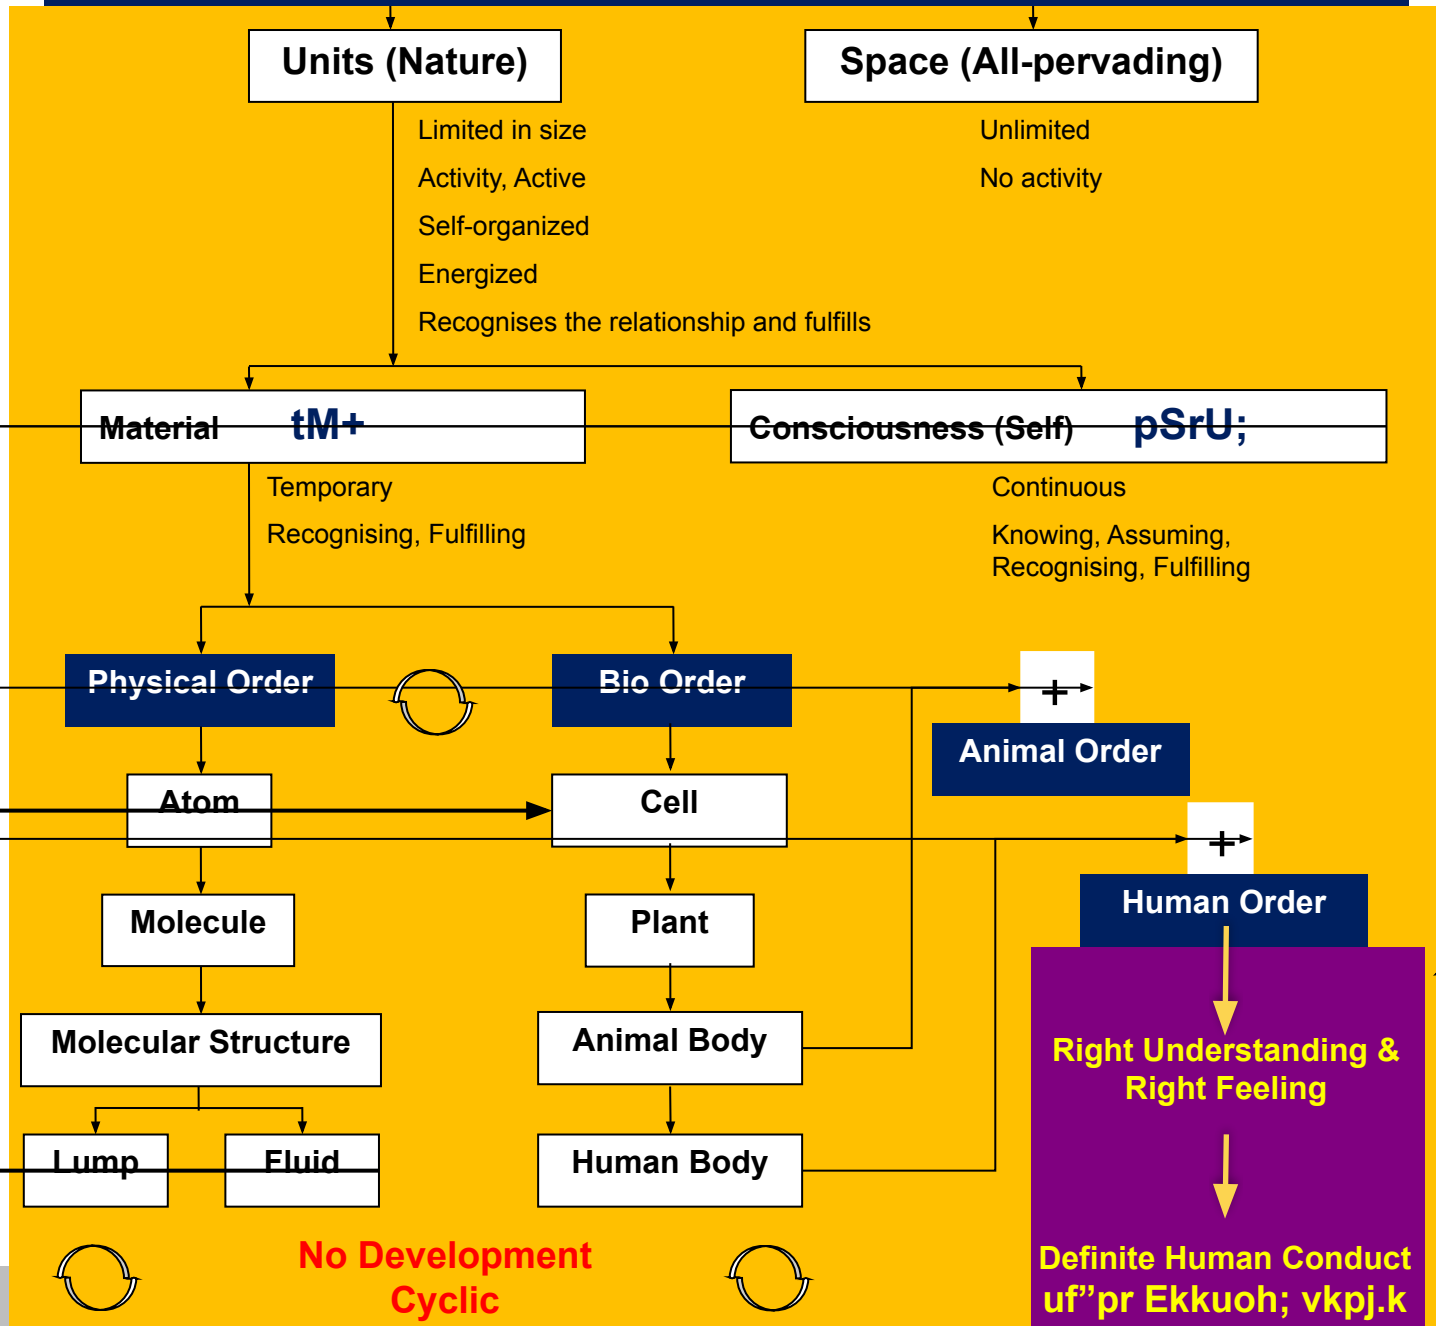 Units (Nature)
Space (All-pervading)
Limited in size
Activity, Active
Self-organized
Energized
Recognises the relationship and fulfills
Unlimited
No activity
Material tM+
Consciousness (Self) pSrU;
Temporary
Recognising, Fulfilling
Continuous
Knowing, Assuming,
Recognising, Fulfilling
Physical Order
Bio Order
+
Animal Order
Atom
Cell
+
Human Order
Molecule
Plant
Molecular Structure
Animal Body
Right Understanding &
Right Feeling
Lump
Fluid
Human Body
No Development
Cyclic
Definite Human Conduct
uf”pr Ekkuoh; vkpj.k